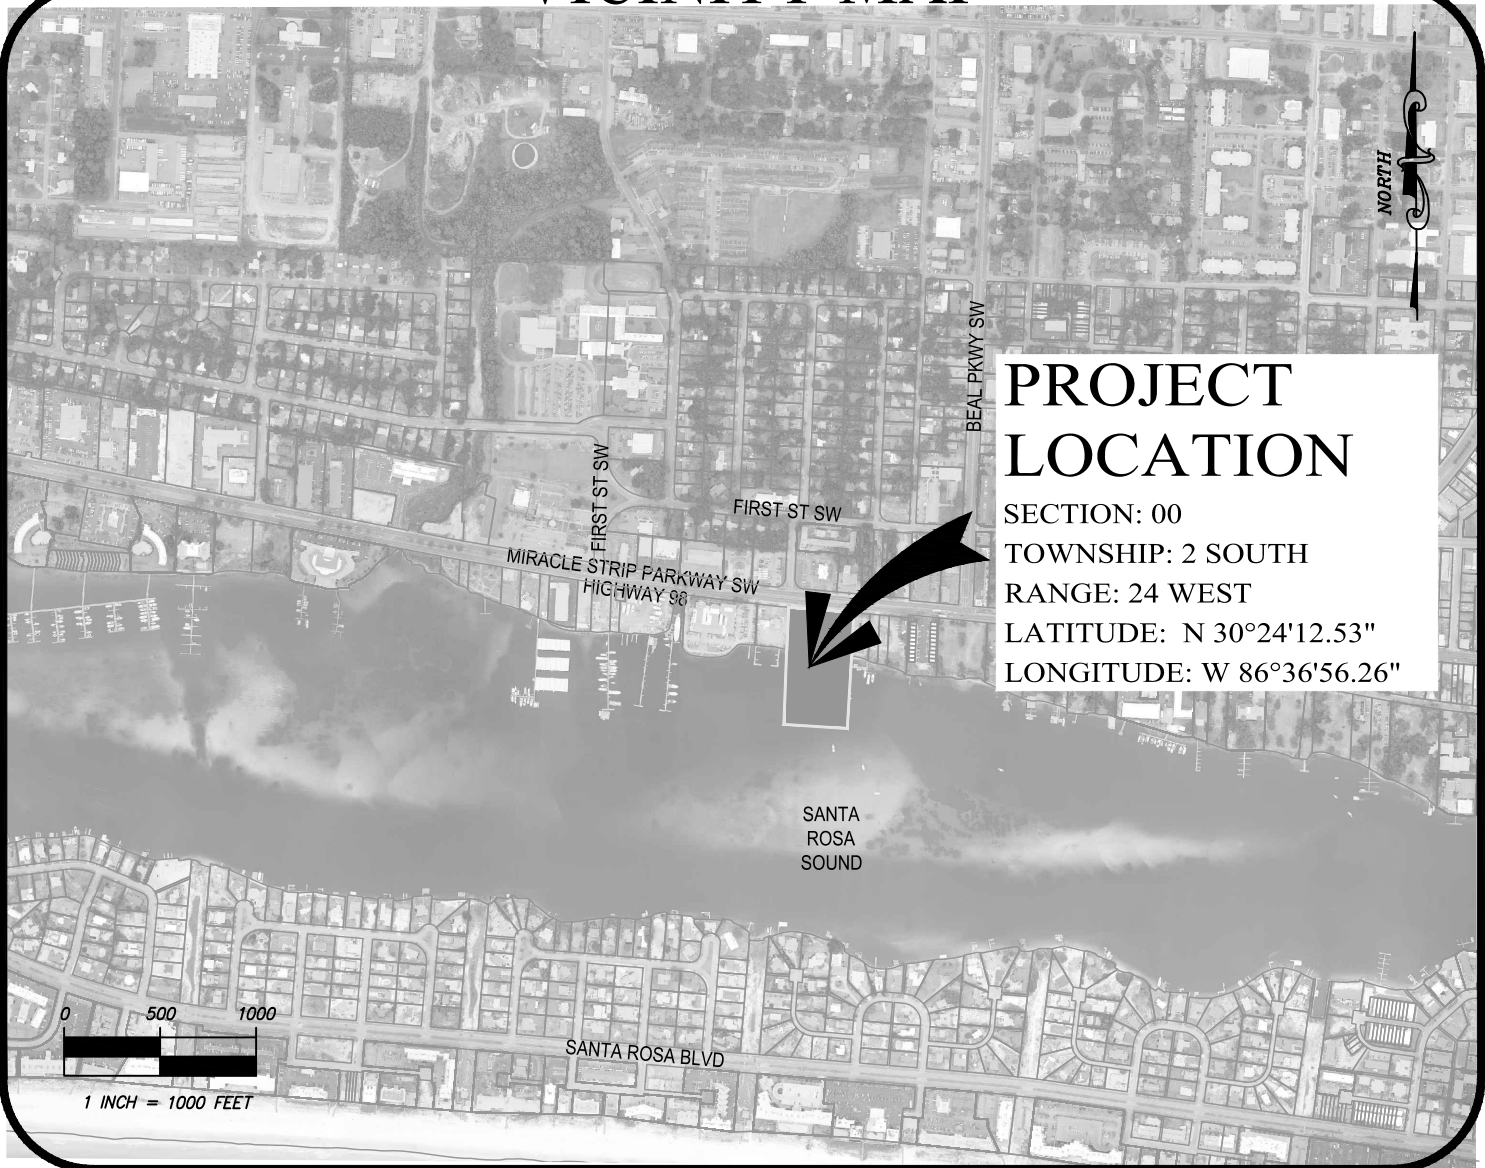 VICINITY MAP
NORTH
BEAL PKWY SW
PROJECT
LOCATION
SECTION: 00
TOWNSHIP: 2 SOUTH
RANGE: 24 WEST
LATITUDE: N 30°24'12.53"
LONGITUDE: W 86°36'56.26"
FIRST ST SW
FIRST ST SW
MIRACLE STRIP PARKWAY SW
HIGHWAY 98
SANTA
ROSA
SOUND
0 500 1000
1 INCH = 1000 FEET
SANTA ROSA BLVD